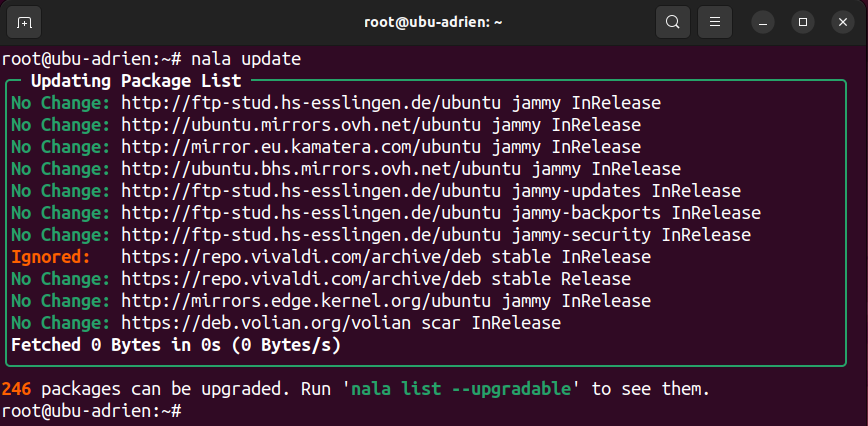 root@ubu-adrien: ~
root@ubu-adrien:~# nala update
Updating Package List
No Change: http://ftp-stud.hs-esslingen.de/ubuntu jammy InRelease
No Change: http://ubuntu.mirrors.ovh.net/ubuntu jammy InRelease
No Change: http://mirror.eu.kamatera.com/ubuntu jammy InRelease
No Change: http://ubuntu.bhs.mirrors.ovh.net/ubuntu jammy InRelease
No Change: http://ftp-stud.hs-esslingen.de/ubuntu jammy-updates InRelease
No Change: http://ftp-stud.hs-esslingen.de/ubuntu jammy-backports InRelease
No Change: http://ftp-stud.hs-esslingen.de/ubuntu jammy-security InRelease
Ignored: https://repo.vivaldi.com/archive/deb stable InRelease
No Change: https://repo.vivaldi.com/archive/deb stable Release
No Change: http://mirrors.edge.kernel.org/ubuntu jammy InRelease
No Change: https://deb.volian.org/volian scar InRelease
Fetched 0 Bytes in 0s (0 Bytes/s)
246 packages can be upgraded. Run 'nala list --upgradable' to see them.
root@ubu-adrien:~#